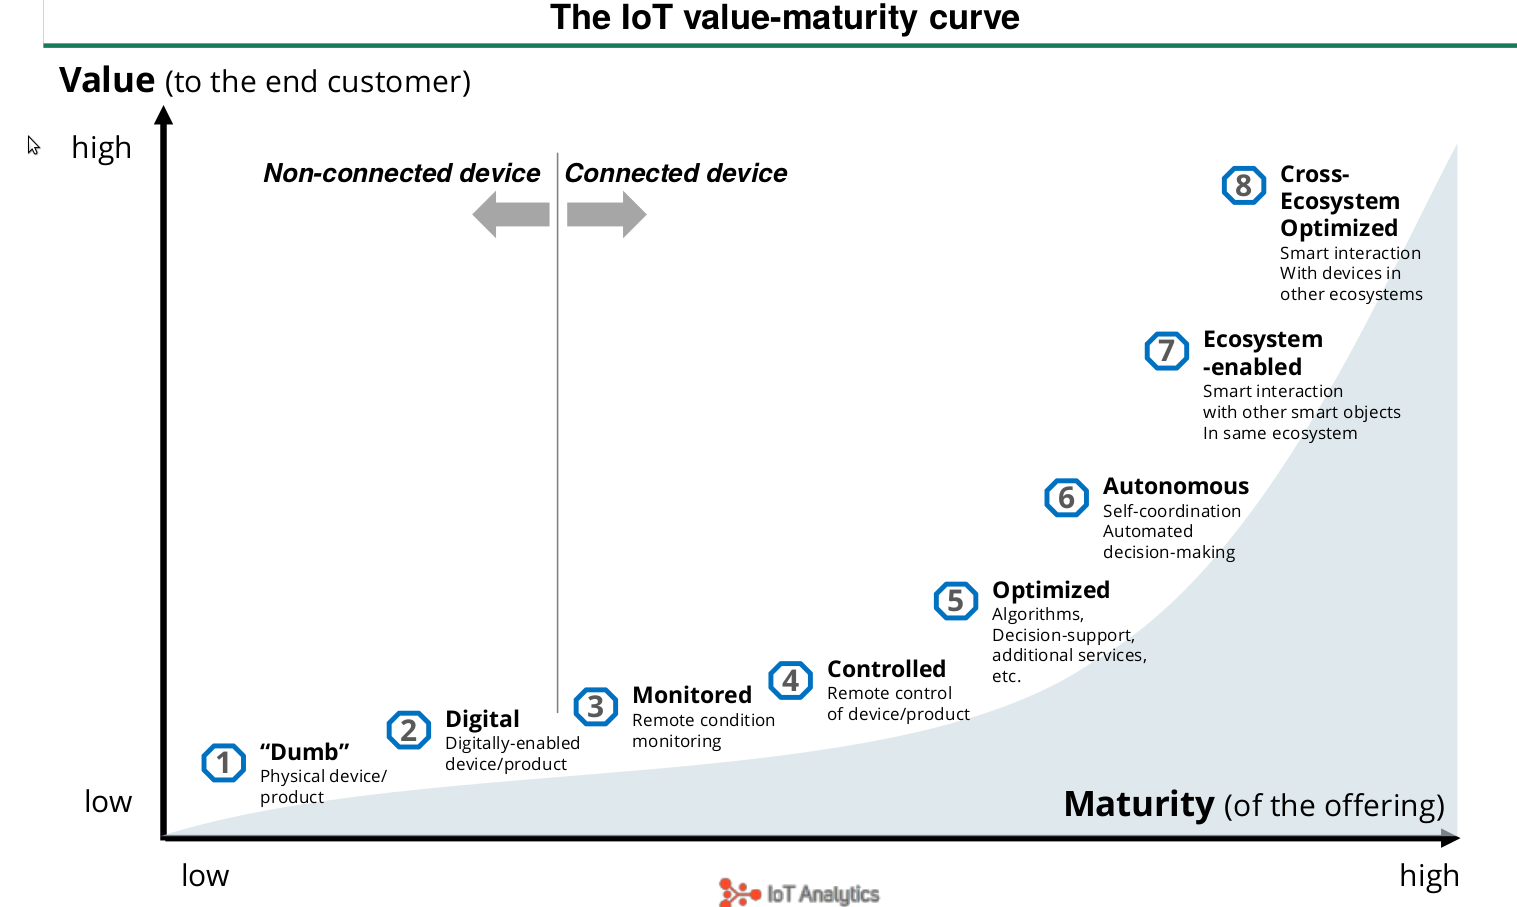 The IoT value-maturity curve
Value (to the end customer)
high
Non-connected device
Connected device
8
Cross-
Ecosystem
Optimized
Smart interaction
With devices in
other ecosystems
7
Ecosystem
-enabled
Smart interaction
with other smart objects
In same ecosystem
6
Autonomous
Self-coordination
Automated
decision-making
5
Optimized
Algorithms,
Decision-support,
additional services,
etc.
4
Controlled
Remote control
of device/product
3
Monitored
Remote condition
monitoring
2
Digital
Digitally-enabled
device/product
1
“Dumb”
Physical device/
product
low
Maturity (of the offering)
low
high
IoT Analytics